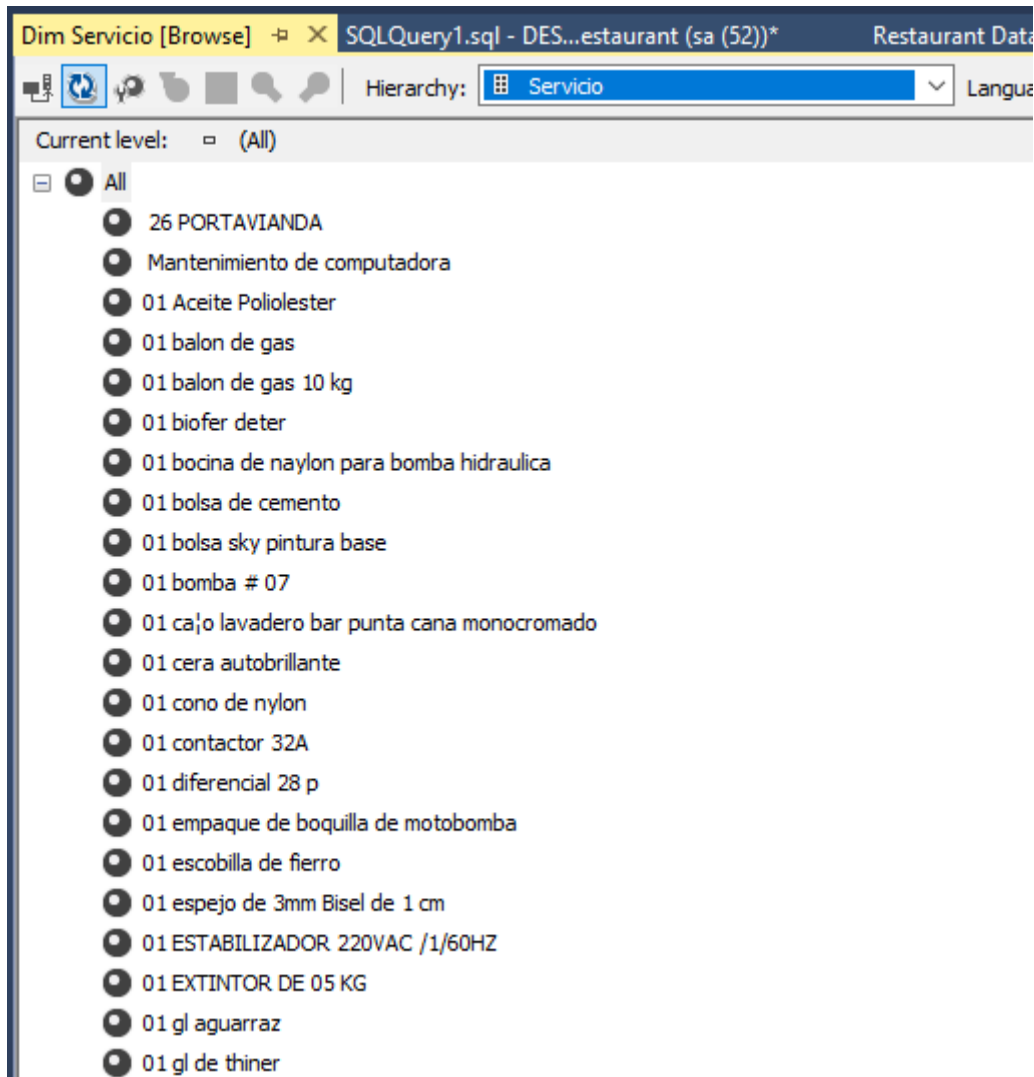 Dim Servicio [Browse] SQLQuery1.sql - DES...estaurant (sa (52))* Restaurant Data
Hierarchy: Servicio Langua
Current level: (All)
All
26 PORTAVIANDA
Mantenimiento de computadora
01 Aceite Poliolester
01 balon de gas
01 balon de gas 10 kg
01 biofer deter
01 bocina de naylon para bomba hidraulica
01 bolsa de cemento
01 bolsa sky pintura base
01 bomba # 07
01 ca¦o lavadero bar punta cana monocromado
01 cera autobrillante
01 cono de nylon
01 contactor 32A
01 diferencial 28 p
01 empaque de boquilla de motobomba
01 escobilla de fierro
01 espejo de 3mm Bisel de 1 cm
01 ESTABILIZADOR 220VAC /1/60HZ
01 EXTINTOR DE 05 KG
01 gl aguarraz
01 gl de thiner